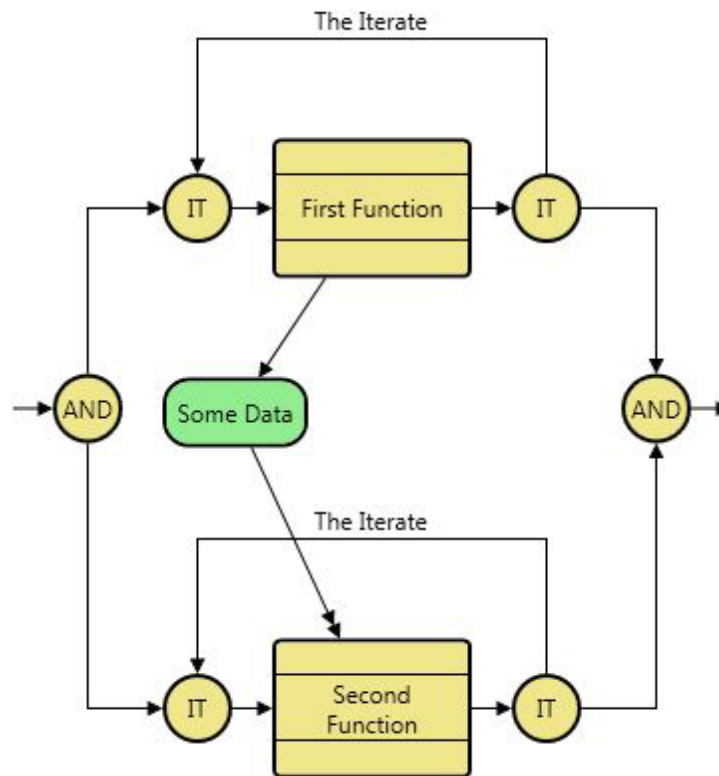 The Iterate
IT
First Function
IT
AND
Some Data
AND
The Iterate
IT
Second
Function
IT